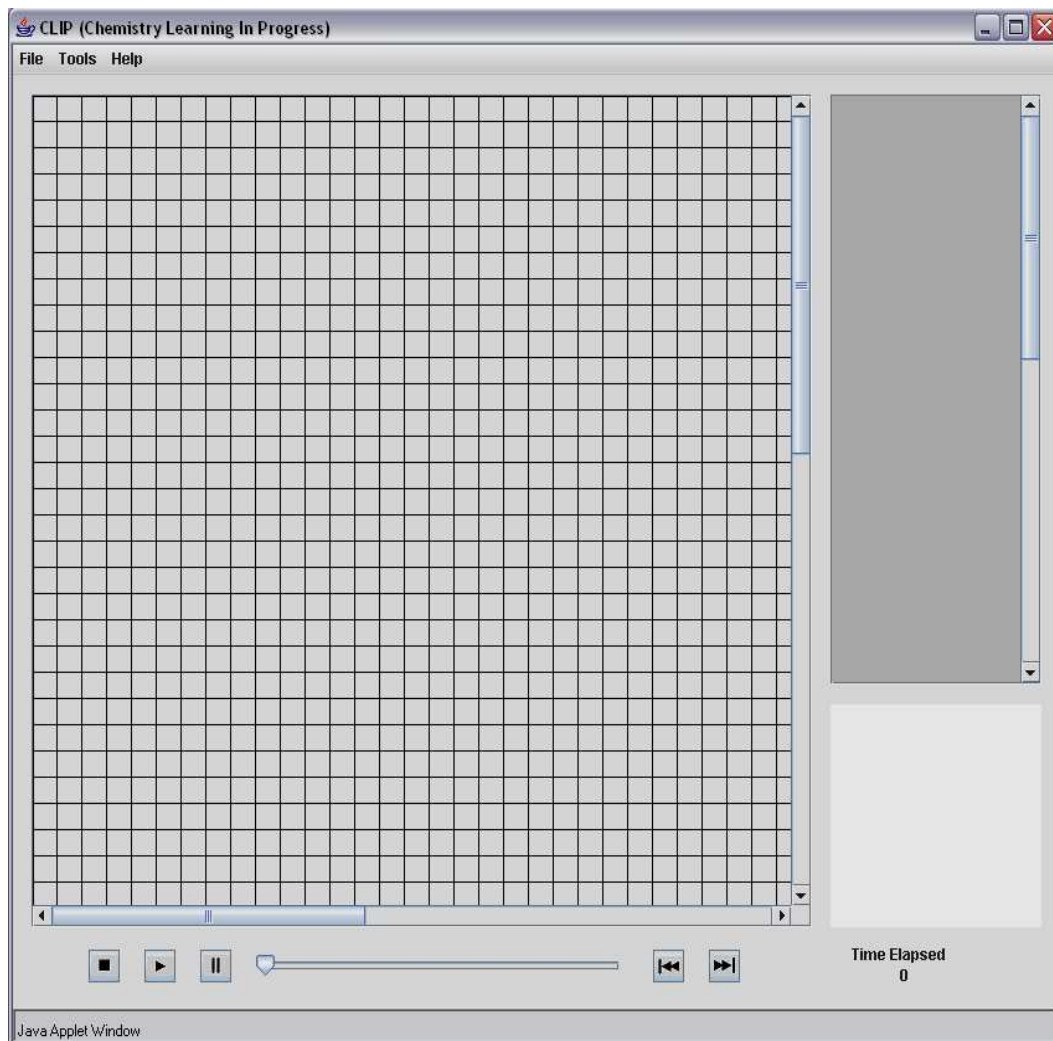 CLIP (Chemistry Learning In Progress)
File Tools Help
Time Elapsed
0
Java Applet Window